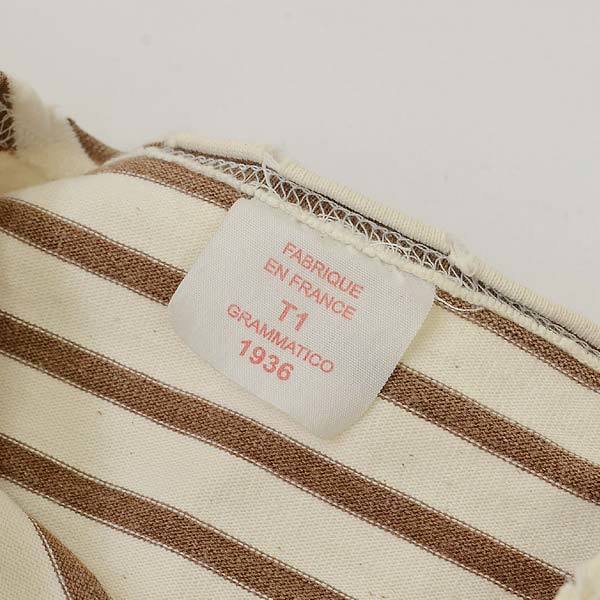 FABRIQUE
EN FRANCE
T1
GRAMMATICO
1936